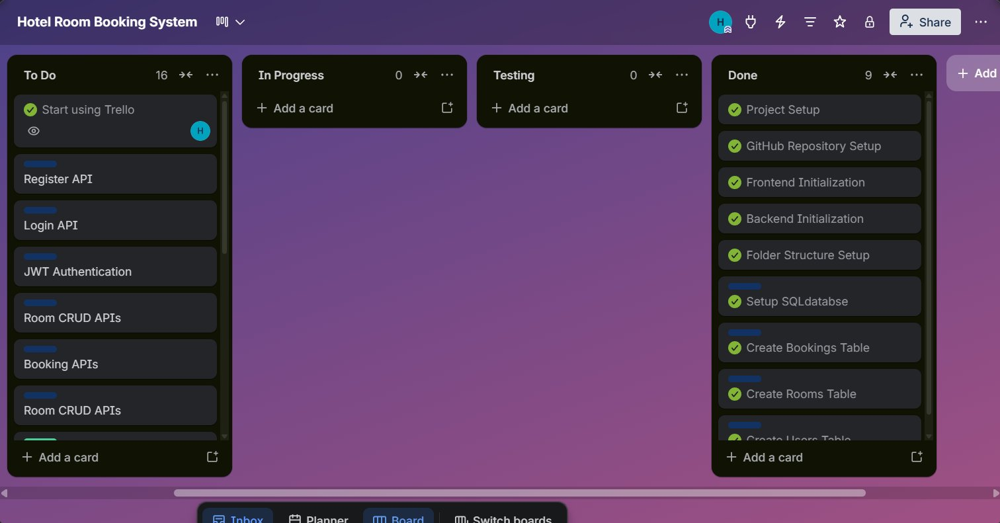 Hotel Room Booking System
H
Share
To Do
16
Start using Trello
H
Register API
Login API
JWT Authentication
Room CRUD APIs
Booking APIs
Room CRUD APIs
Add a card
In Progress
0
Add a card
Testing
0
Add a card
Done
9
Project Setup
GitHub Repository Setup
Frontend Initialization
Backend Initialization
Folder Structure Setup
Setup SQLdatabse
Create Bookings Table
Create Rooms Table
Create Users Table
Add a card
Add
Inbox
Planner
Board
Switch boards